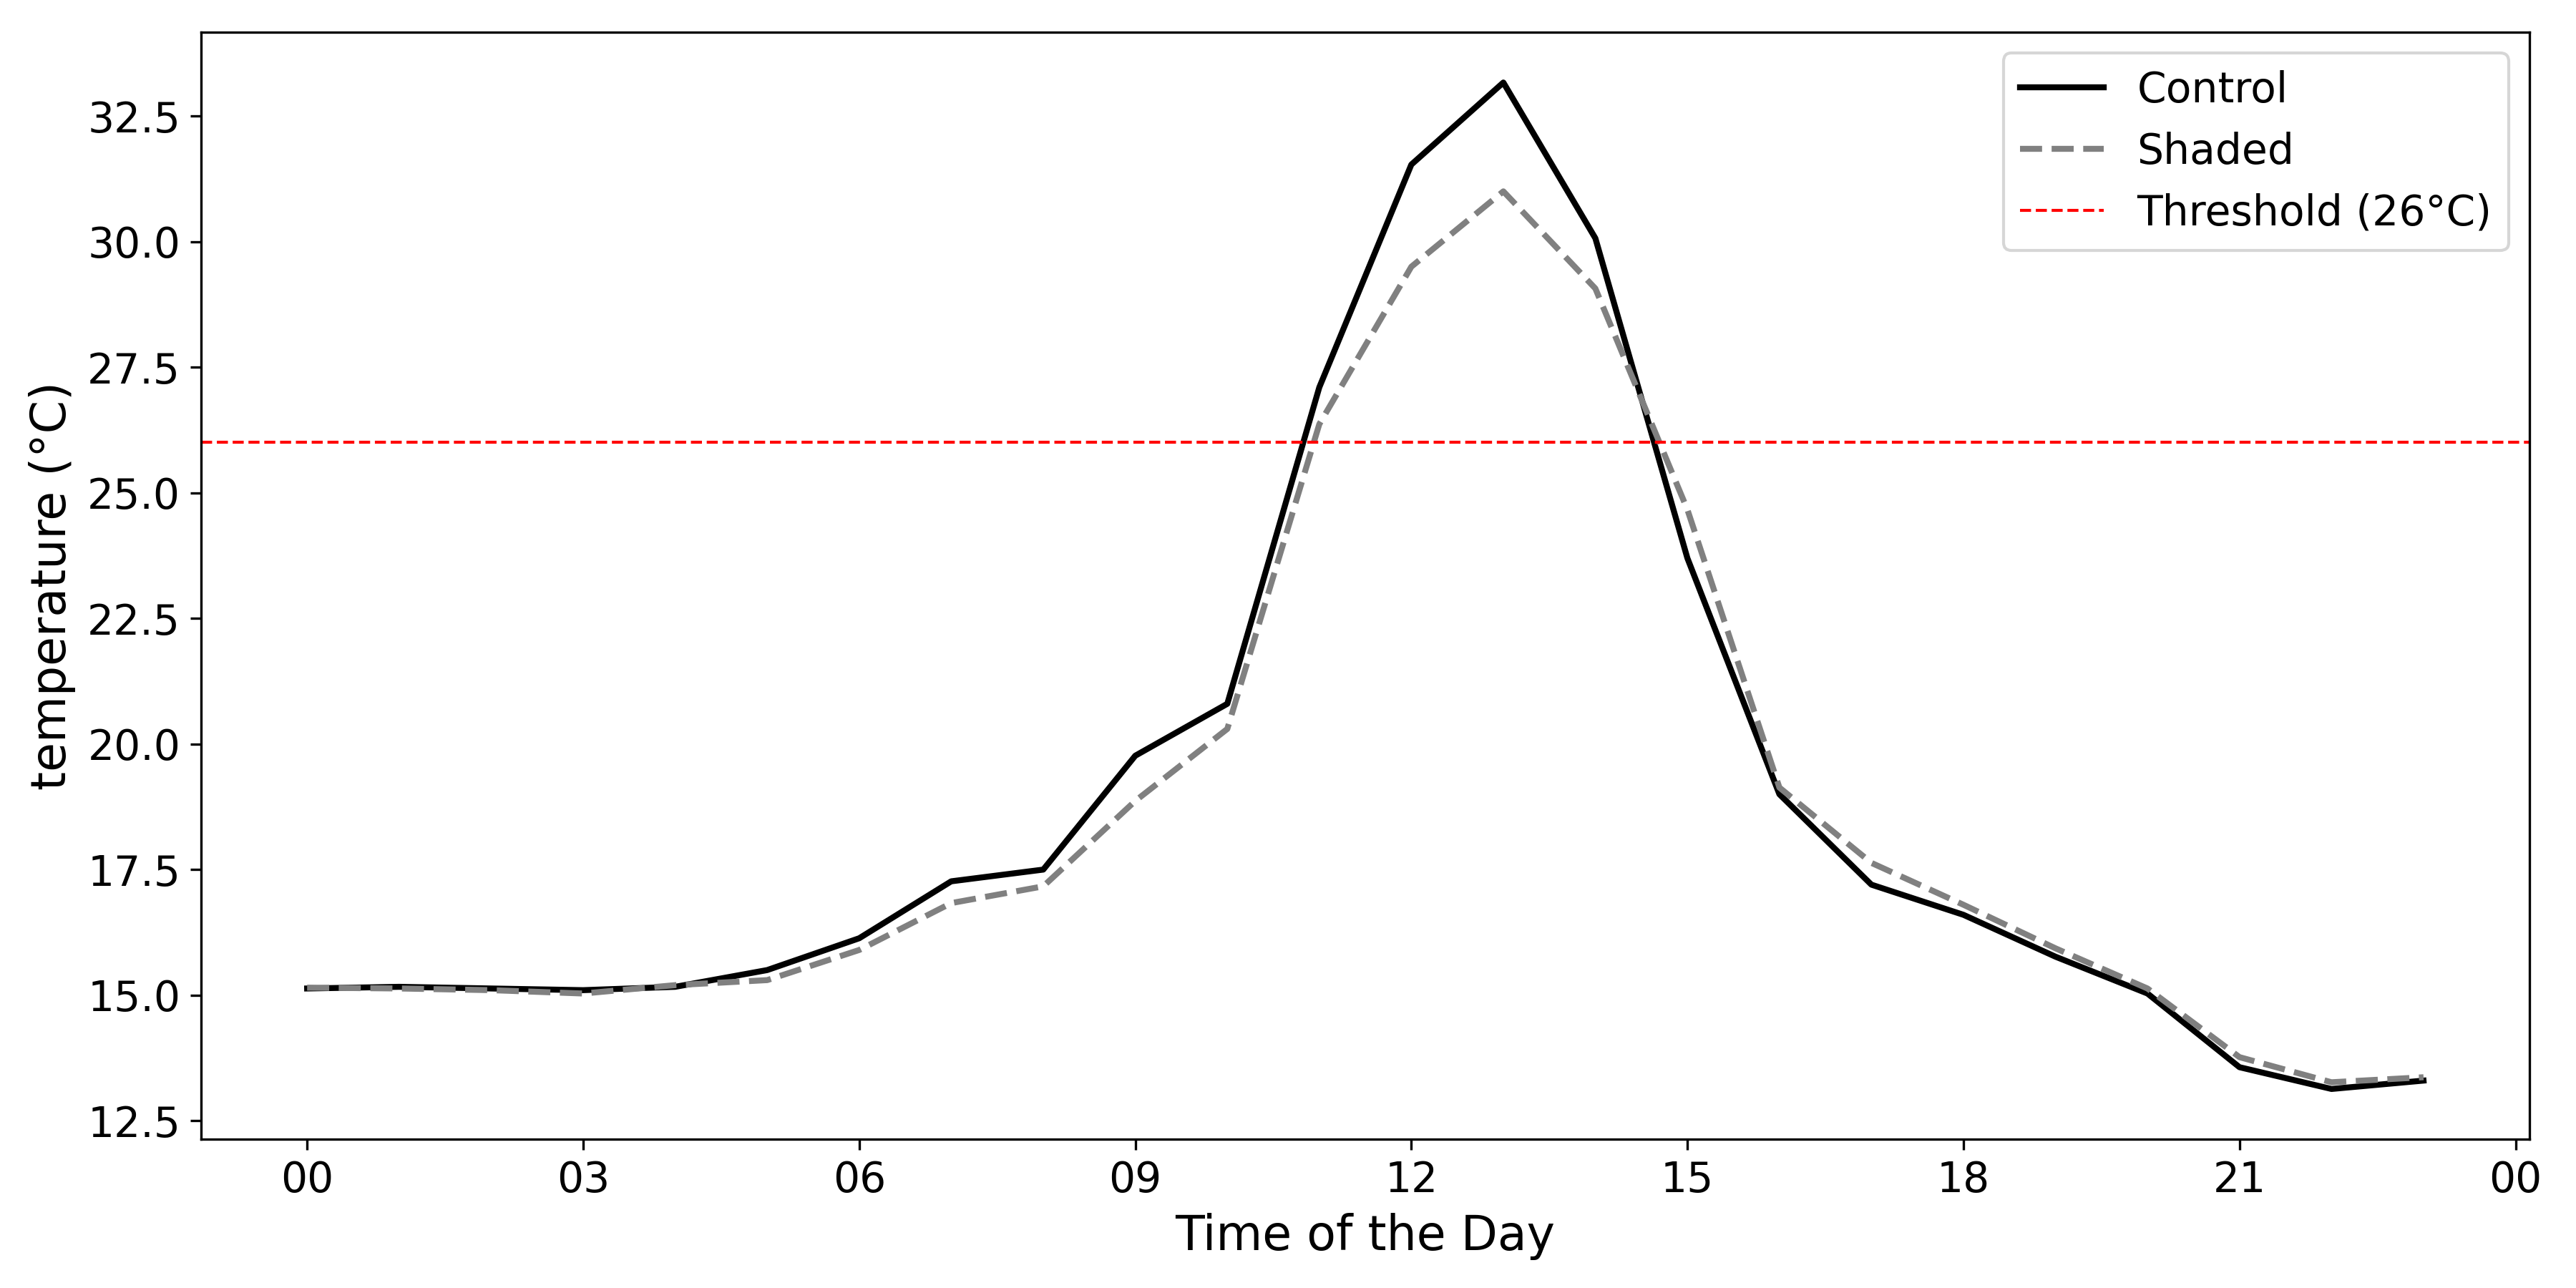 Control
Shaded
Threshold (26°C)
32.5
30.0
27.5
25.0
22.5
20.0
17.5
15.0
12.5
temperature (°C)
00 03 06 09 12 15 18 21 00
Time of the Day